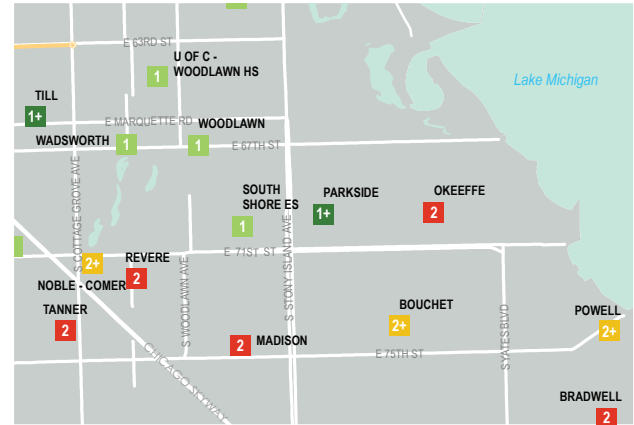 E 63RD ST
U OF C -
WOODLAWN HS
1
Lake Michigan
TILL
1+
E MARQUETTE RD
WOODLAWN
WADSWORTH
1
1
E 67TH ST
S COTTAGE GROVE AVE
SOUTH
SHORE ES
1
PARKSIDE
1+
OKEEFFE
2
S STONY ISLAND AVE
E 71ST ST
2+
REVERE
2
NOBLE - COMER
S WOODLAWN AVE
TANNER
2
BOUCHET
2+
S YATES BLVD
POWELL
2+
2
MADISON
E 75TH ST
CHICAGO SKYWAY
BRADWELL
2